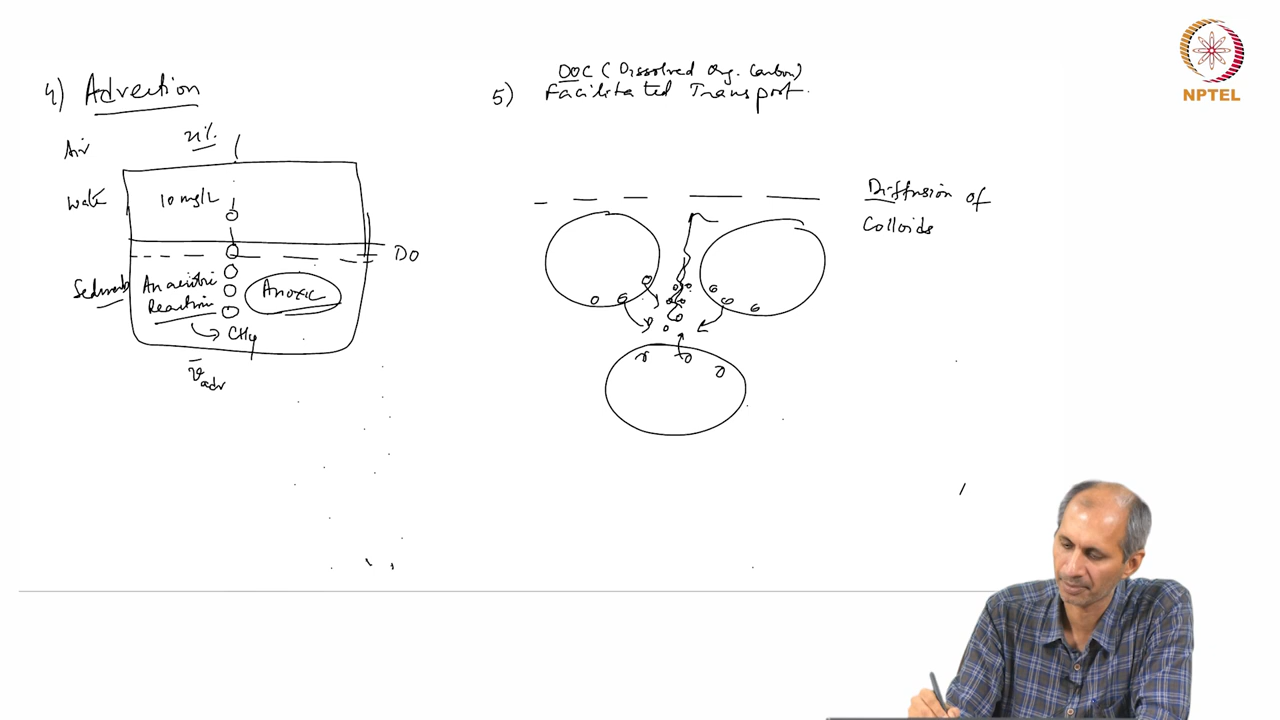 4) Advection
Air
21%
Water
10 mg/L
DO
Sediments
Anaerobic
Reaction
Anoxic
CH4
v̄adv
DOC (Dissolved Org. Carbon)
5) Facilitated Transport.
Diffusion of
Colloids
NPTEL